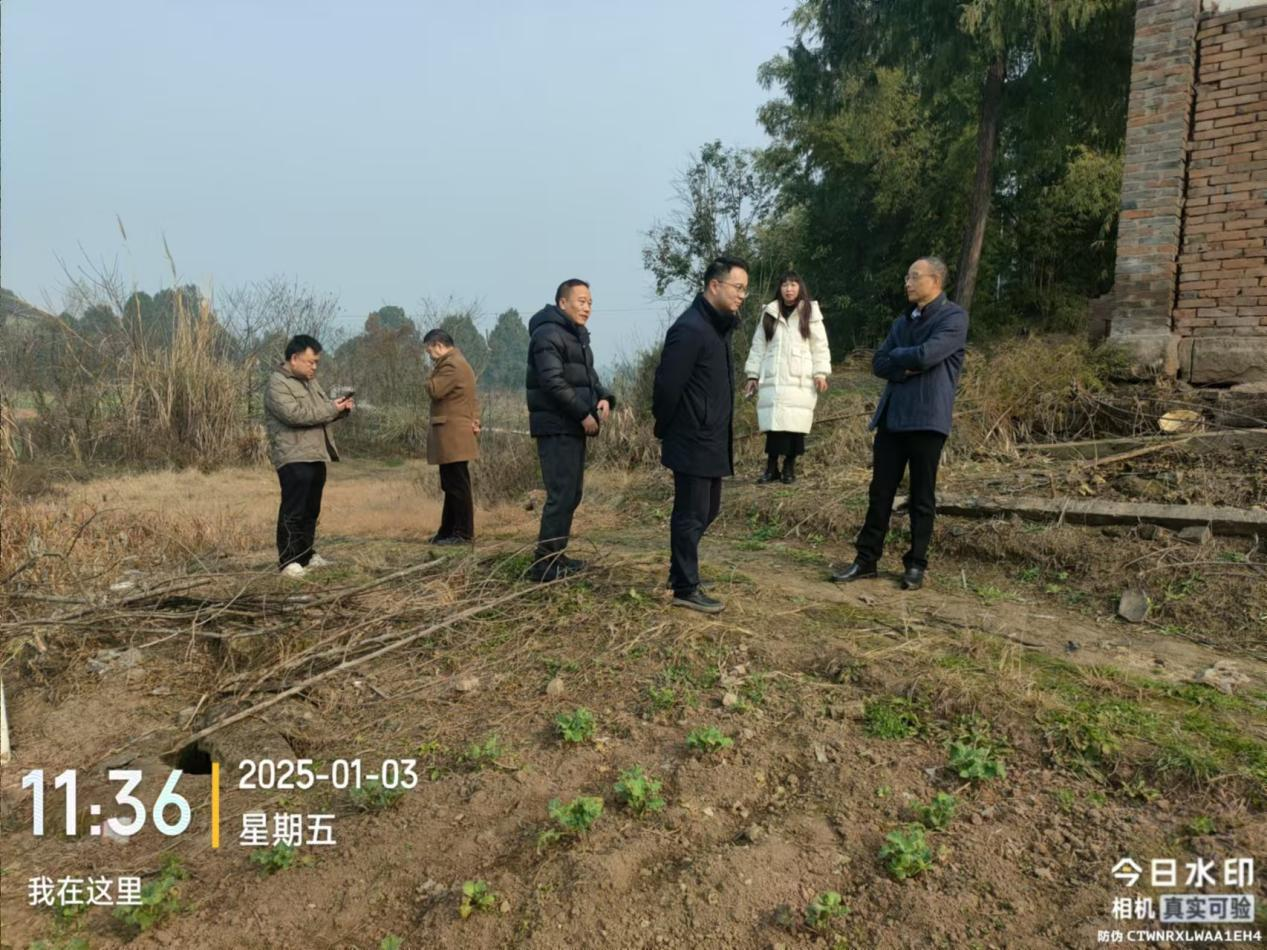 11:36
2025-01-03
星期五
我在这里
今日水印
相机 真实可验
防伪 CTWNRXLWAA1EH4